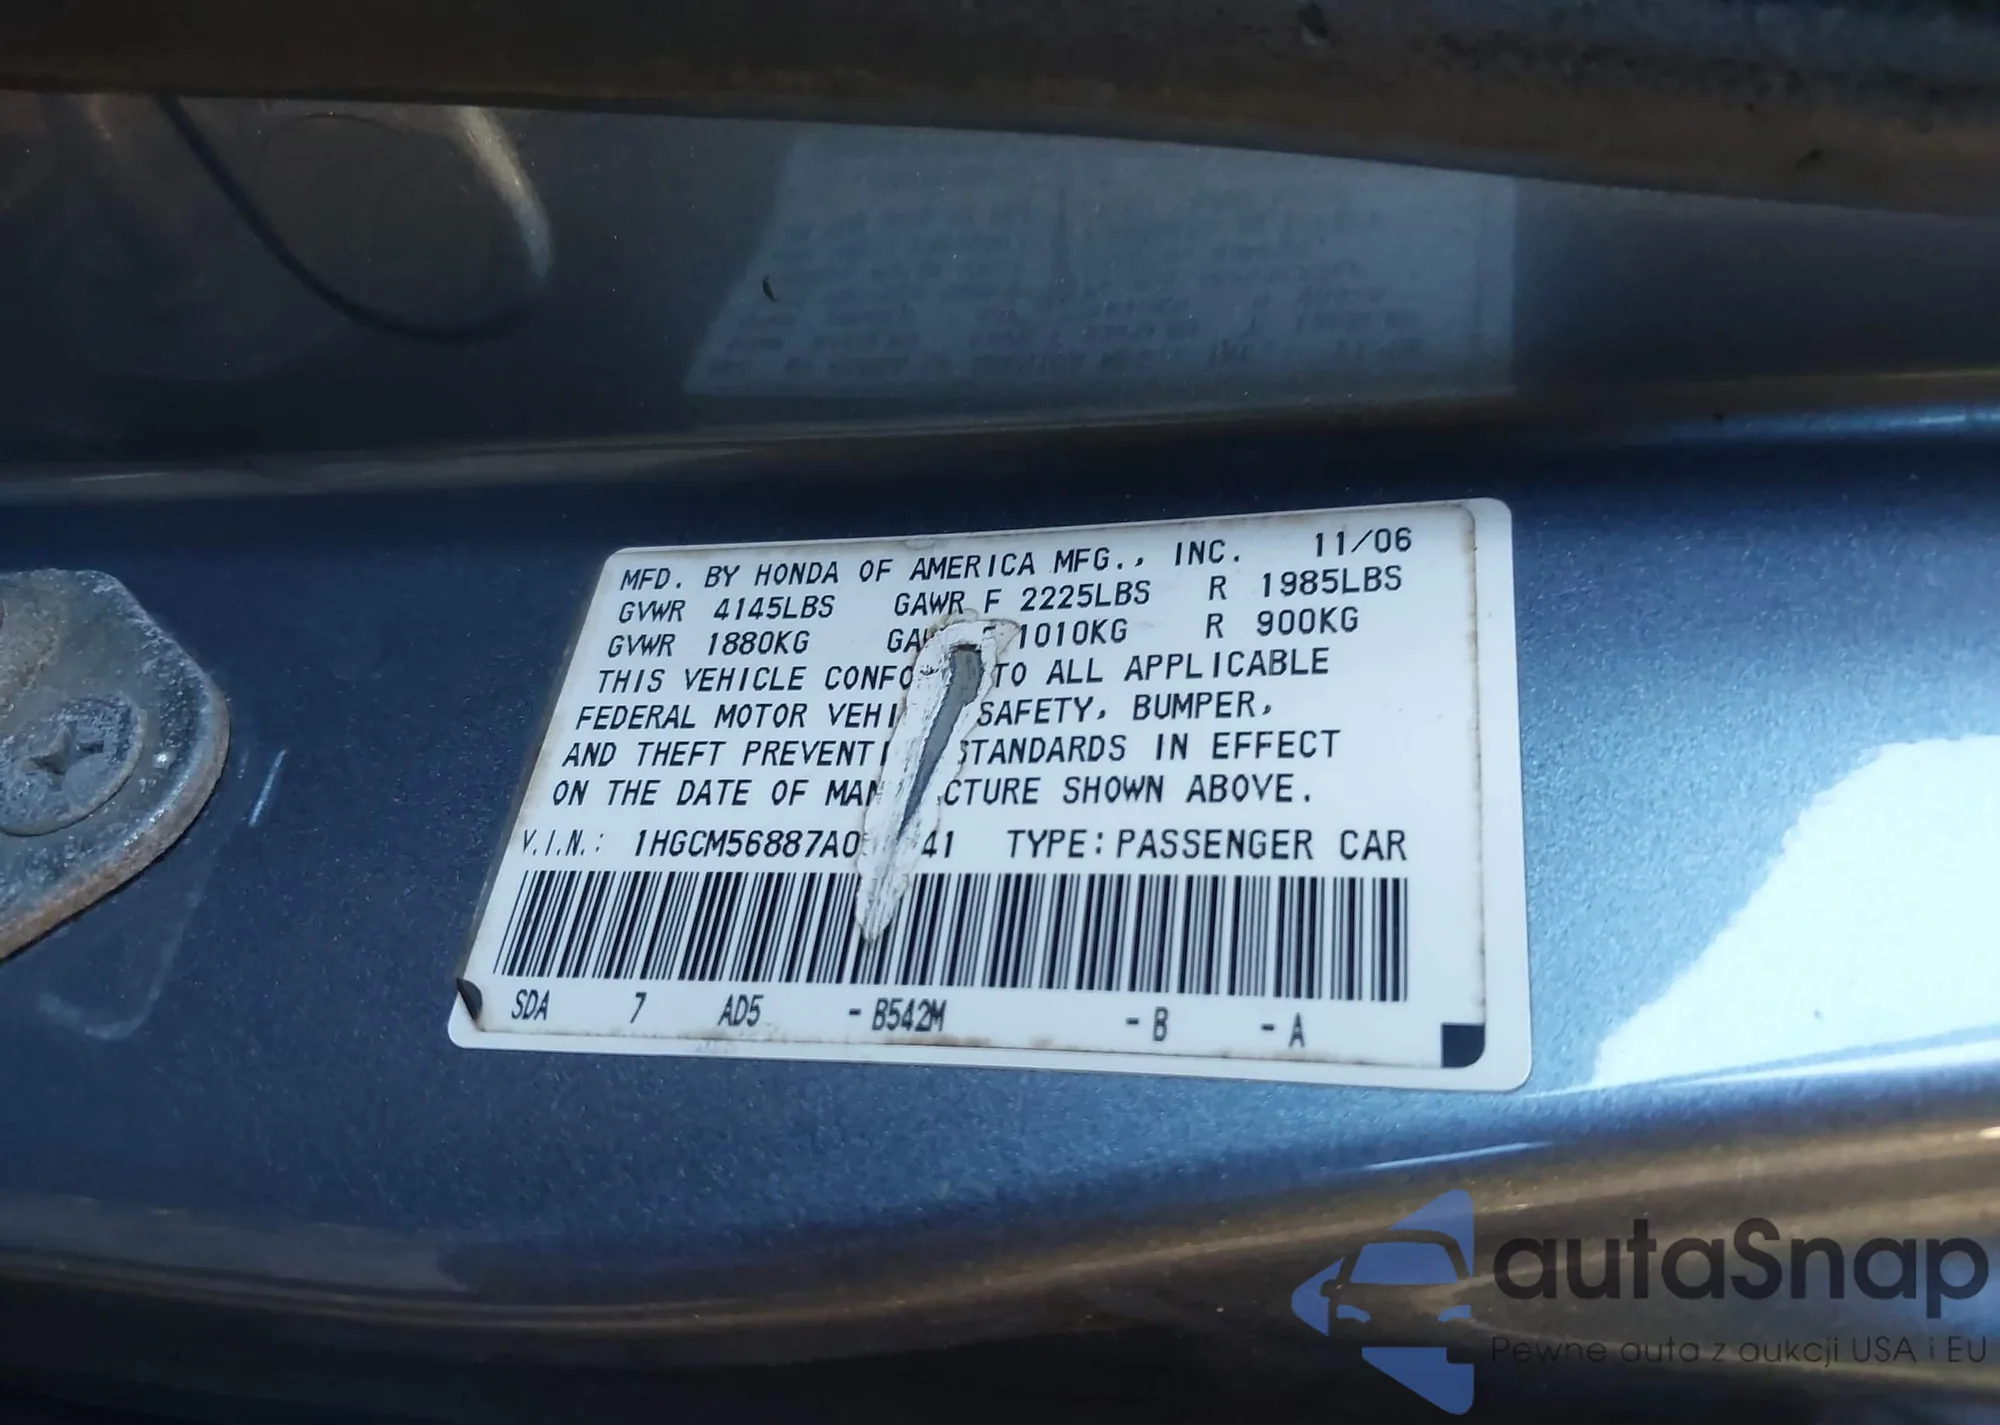 MFD. BY HONDA OF AMERICA MFG., INC. 11/06
GVWR 4145LBS GAWR F 2225LBS R 1985LBS
GVWR 1880KG F 1010KG R 900KG
THIS VEHICLE TO ALL APPLICABLE
FEDERAL MOTOR SAFETY, BUMPER,
AND THEFT STANDARDS IN EFFECT
ON THE DATE OF SHOWN ABOVE.
V.I.N.: TYPE: PASSENGER CAR
SDA 7 AD5 - B542M - B - A
autaSnap
Pewne auta z aukcji USA i EU